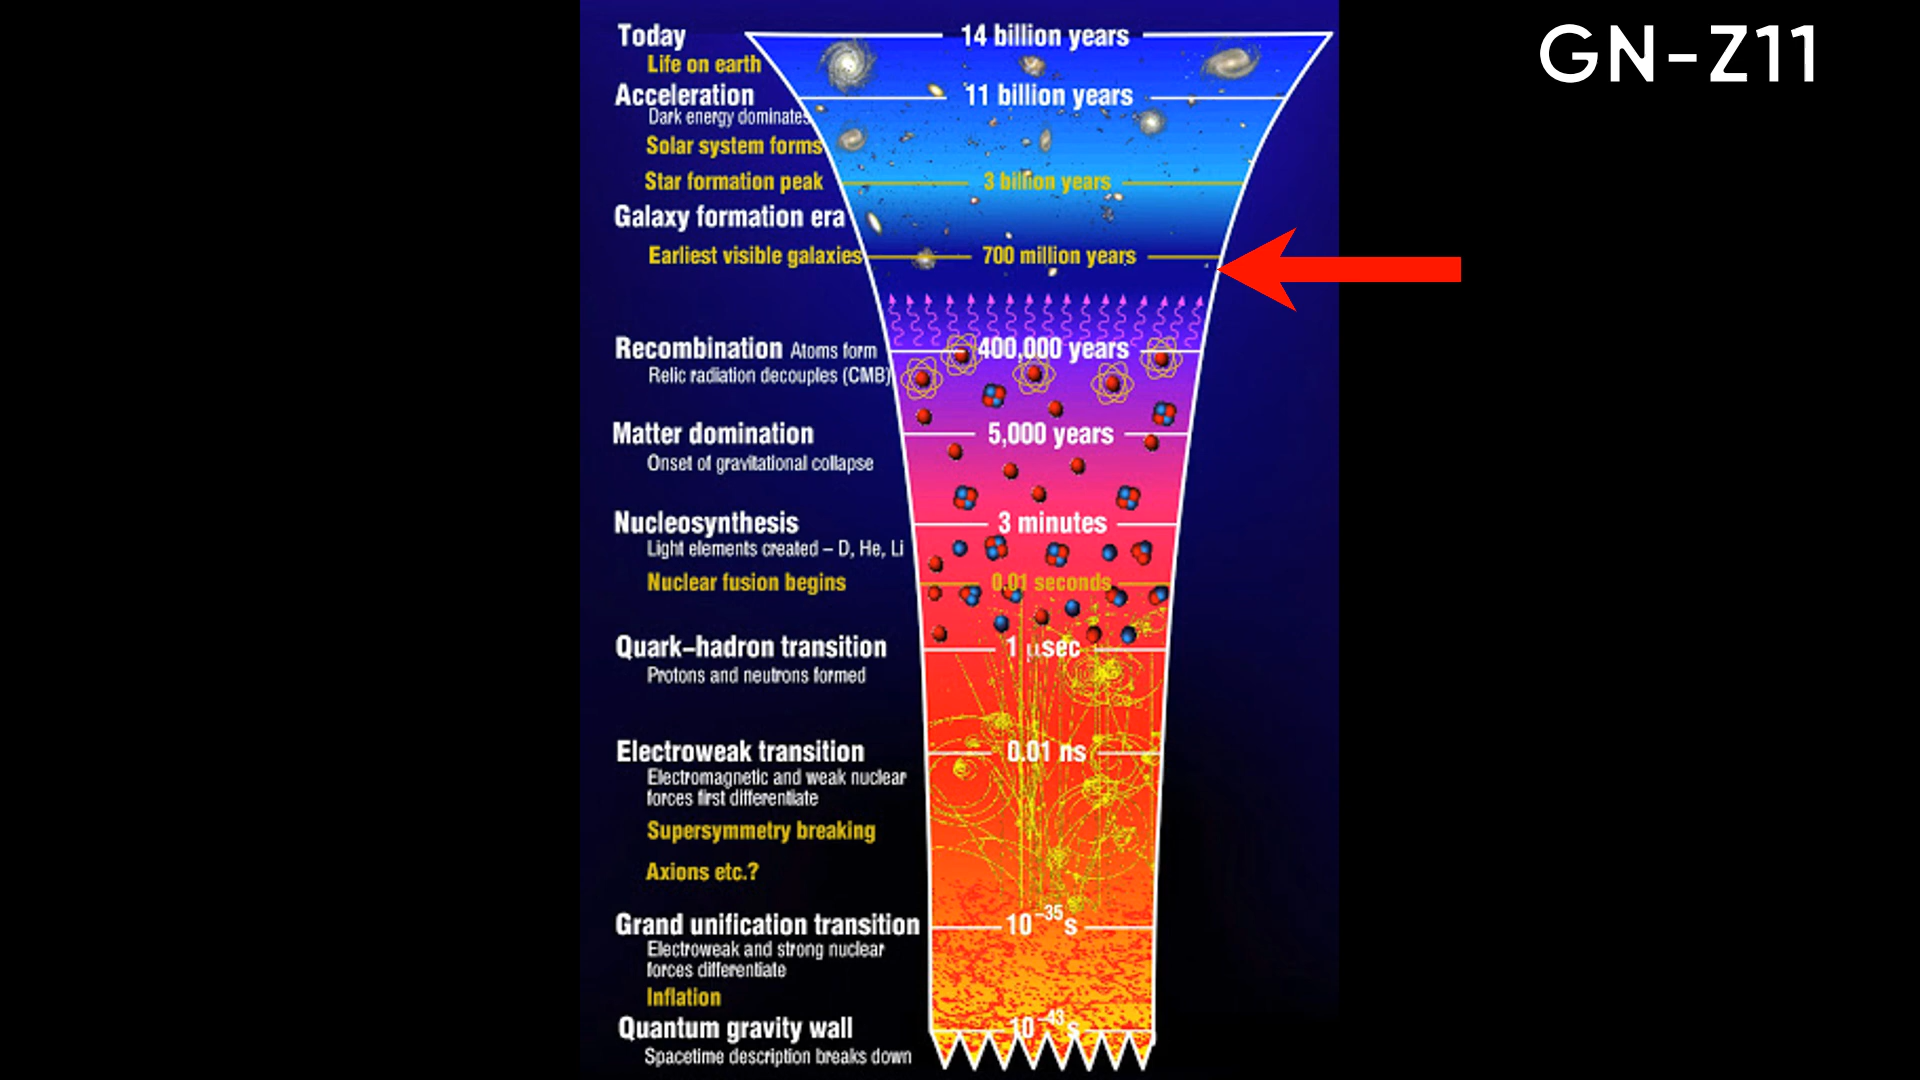 GN-Z11
Today 14 billion years
Life on earth
Acceleration 11 billion years
Dark energy dominates
Solar system forms
Star formation peak 3 billion years
Galaxy formation era
Earliest visible galaxies 700 million years
Recombination Atoms form 400,000 years
Relic radiation decouples (CMB)
Matter domination 5,000 years
Onset of gravitational collapse
Nucleosynthesis 3 minutes
Light elements created – D, He, Li
Nuclear fusion begins 0.01 seconds
Quark–hadron transition 1 μsec
Protons and neutrons formed
Electroweak transition 0.01 ns
Electromagnetic and weak nuclear
forces first differentiate
Supersymmetry breaking
Axions etc.?
Grand unification transition 10⁻³⁵s
Electroweak and strong nuclear
forces differentiate
Inflation
Quantum gravity wall 10⁻⁴³s
Spacetime description breaks down